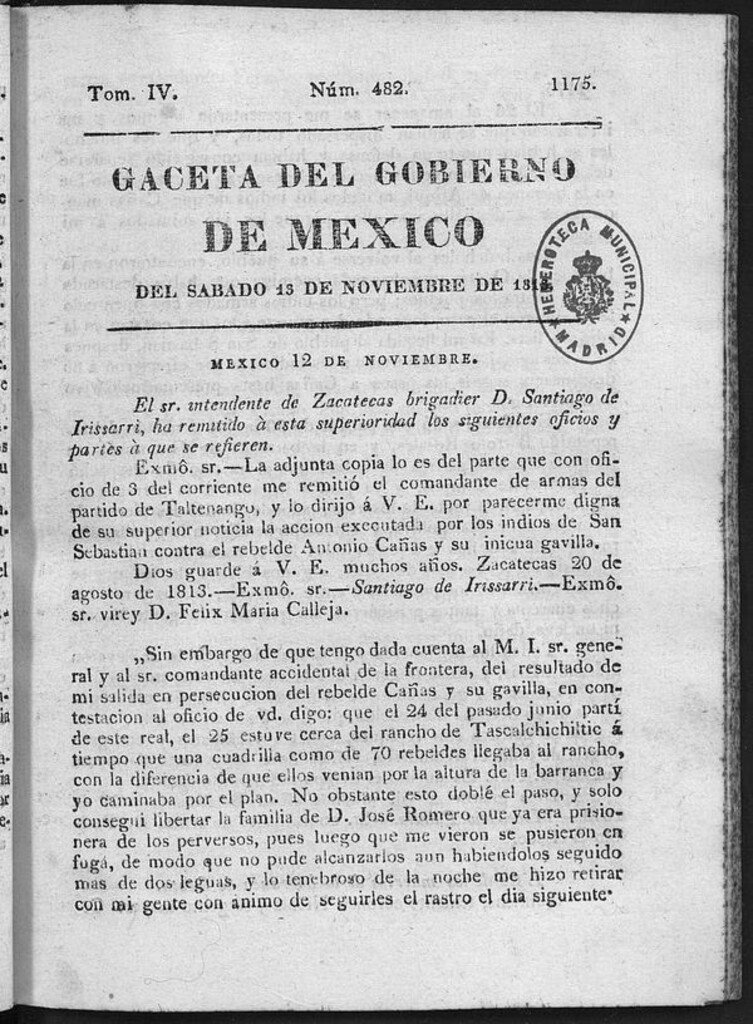 Tom. IV. Núm. 482. 1175.
GACETA DEL GOBIERNO
DE MEXICO
DEL SABADO 13 DE NOVIEMBRE DE 1813.
HEMEROTECA MUNICIPAL
★ MADRID ★
MEXICO 12 DE NOVIEMBRE.
El sr. intendente de Zacatecas brigadier D. Santiago de
Irissarri, ha remitido à esta superioridad los siguientes oficios y
partes à que se refieren.
Exmô. sr.—La adjunta copia lo es del parte que con ofi-
cio de 3 del corriente me remitió el comandante de armas del
partido de Taltenango, y lo dirijo á V. E. por parecerme digna
de su superior noticia la accion executada por los indios de San
Sebastian contra el rebelde Antonio Cañas y su inicua gavilla.
Dios guarde á V. E. muchos años. Zacatecas 20 de
agosto de 1813.—Exmô. sr.—Santiago de Irissarri.—Exmô.
sr. virey D. Felix Maria Calleja.
„Sin embargo de que tengo dada cuenta al M. I. sr. gene-
ral y al sr. comandante accidental de la frontera, del resultado de
mi salida en persecucion del rebelde Cañas y su gavilla, en con-
testacion al oficio de vd. digo: que el 24 del pasado junio partí
de este real, el 25 estuve cerca del rancho de Tascalchichiltic á
tiempo que una cuadrilla como de 70 rebeldes llegaba al rancho,
con la diferencia de que ellos venian por la altura de la barranca y
yo caminaba por el plan. No obstante esto doblé el paso, y solo
consegui libertar la familia de D. José Romero que ya era prisio-
nera de los perversos, pues luego que me vieron se pusieron en
fugá, de modo que no pude alcanzarlos aun habiendolos seguido
mas de dos leguas, y lo tenebroso de la noche me hizo retirar
con mi gente con ánimo de seguirles el rastro el dia siguiente·